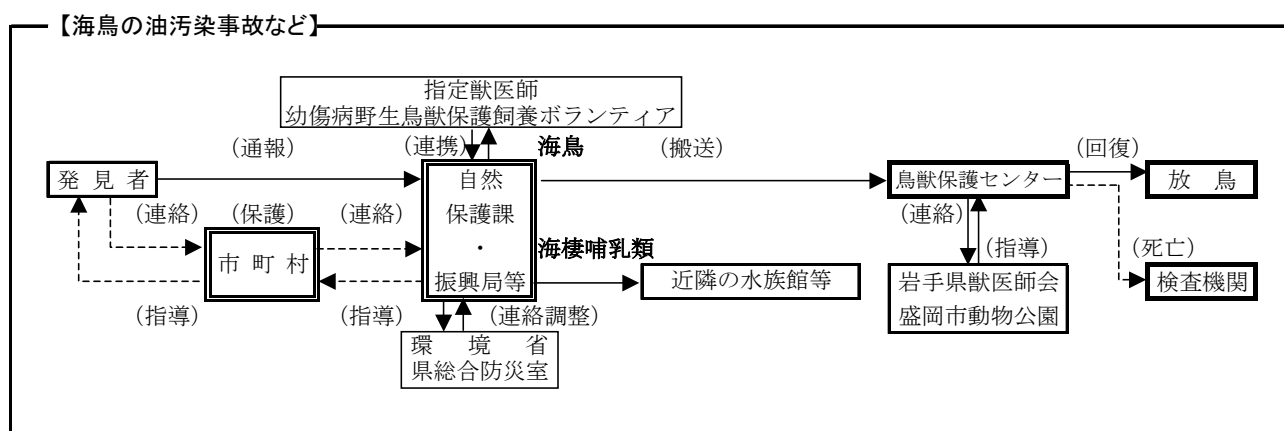 【海鳥の油汚染事故など】
指定獣医師
幼傷病野生鳥獣保護飼養ボランティア
（通報）
（連携）
海鳥
（搬送）
（回復）
発見者
自然
保護課
・
振興局等
鳥獣保護センター
放鳥
（連絡）
（保護）
（連絡）
（連絡）
市町村
海棲哺乳類
（指導）
（死亡）
近隣の水族館等
岩手県獣医師会
盛岡市動物公園
検査機関
（指導）
（指導）
（連絡調整）
環境省
県総合防災室